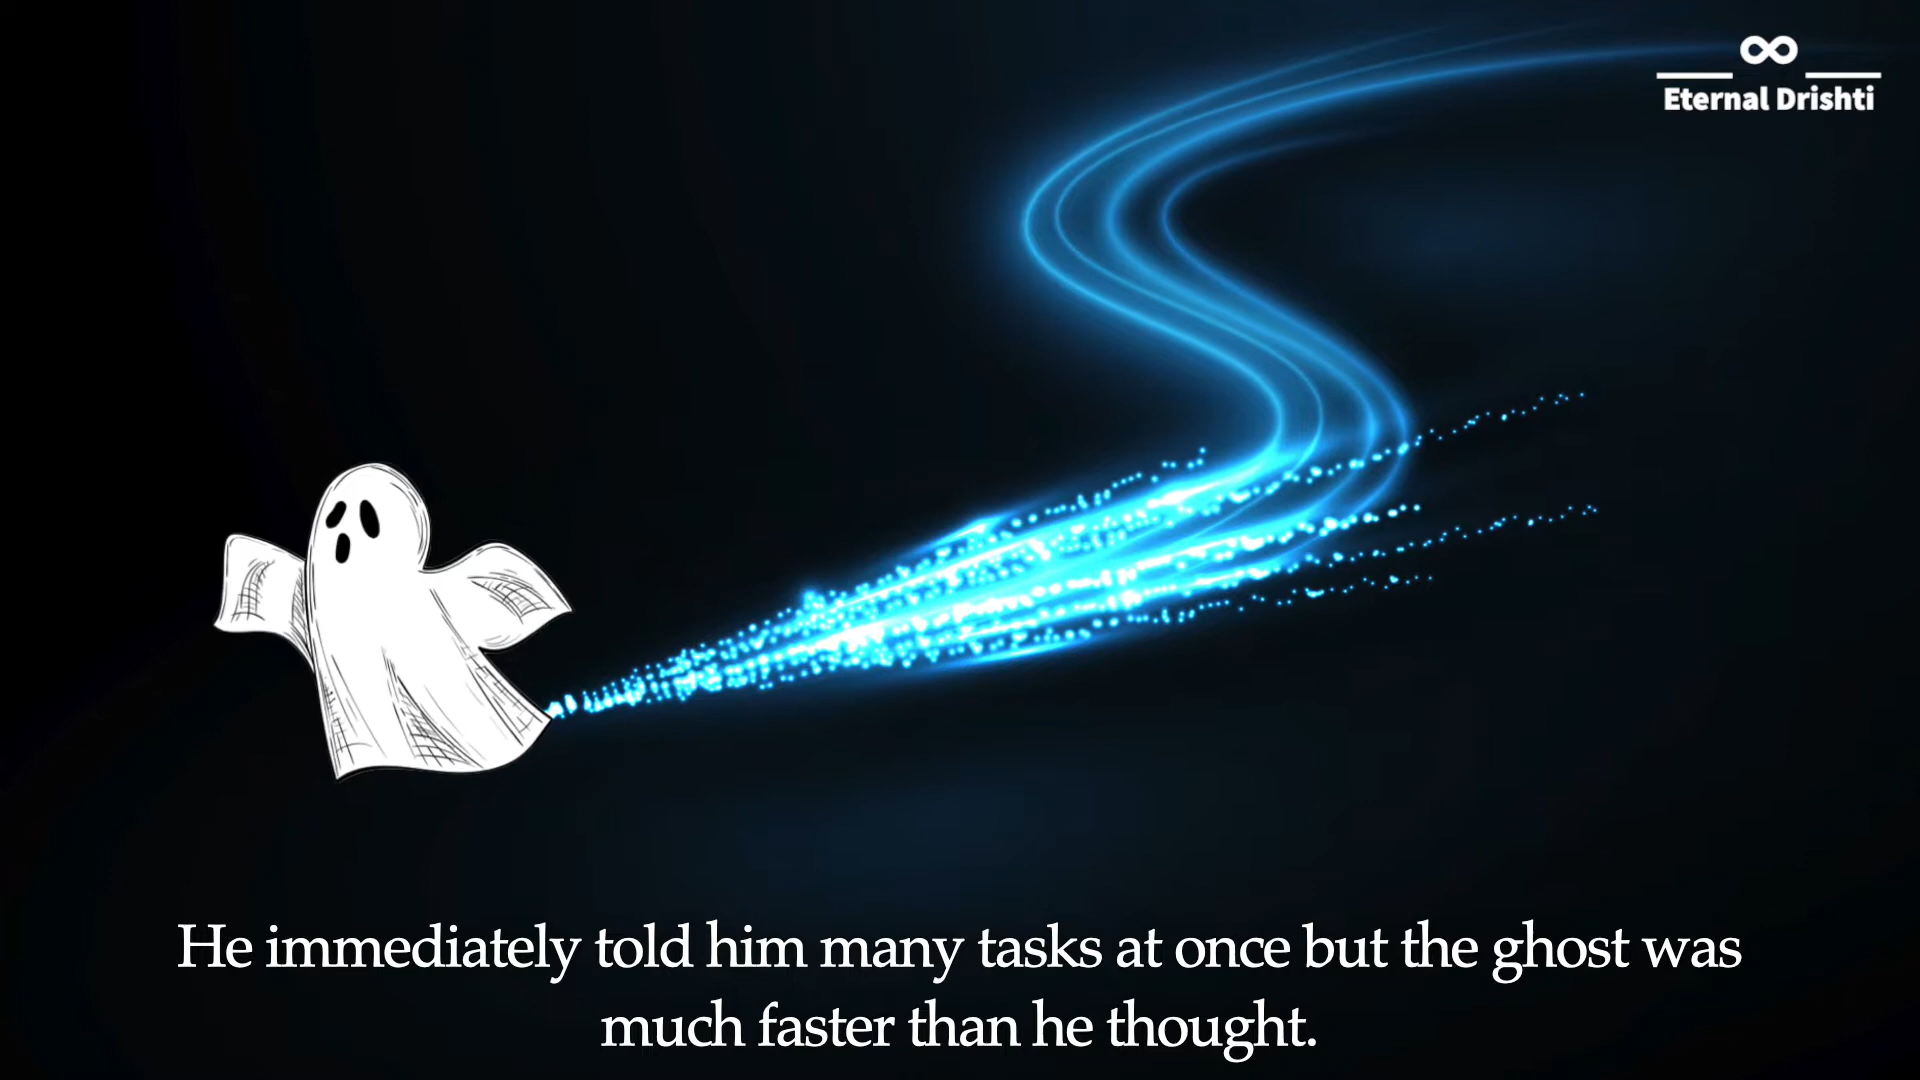 Eternal Drishti
He immediately told him many tasks at once but the ghost was
much faster than he thought.